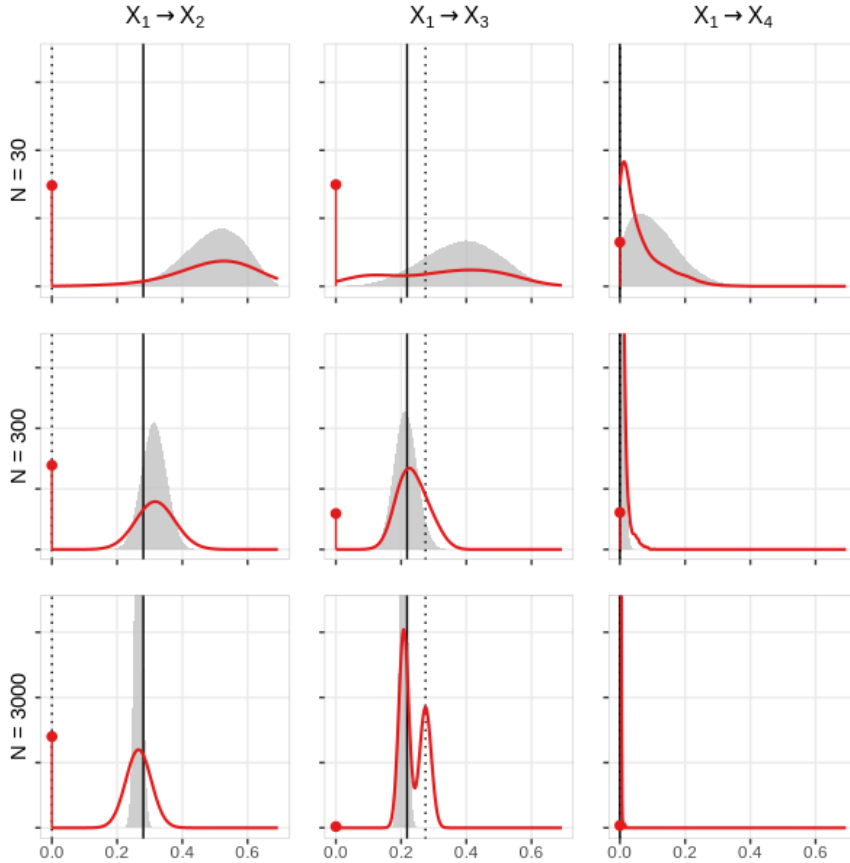 X₁ → X₂ X₁ → X₃ X₁ → X₄
N = 30
N = 300
N = 3000
0.0 0.2 0.4 0.6 0.0 0.2 0.4 0.6 0.0 0.2 0.4 0.6